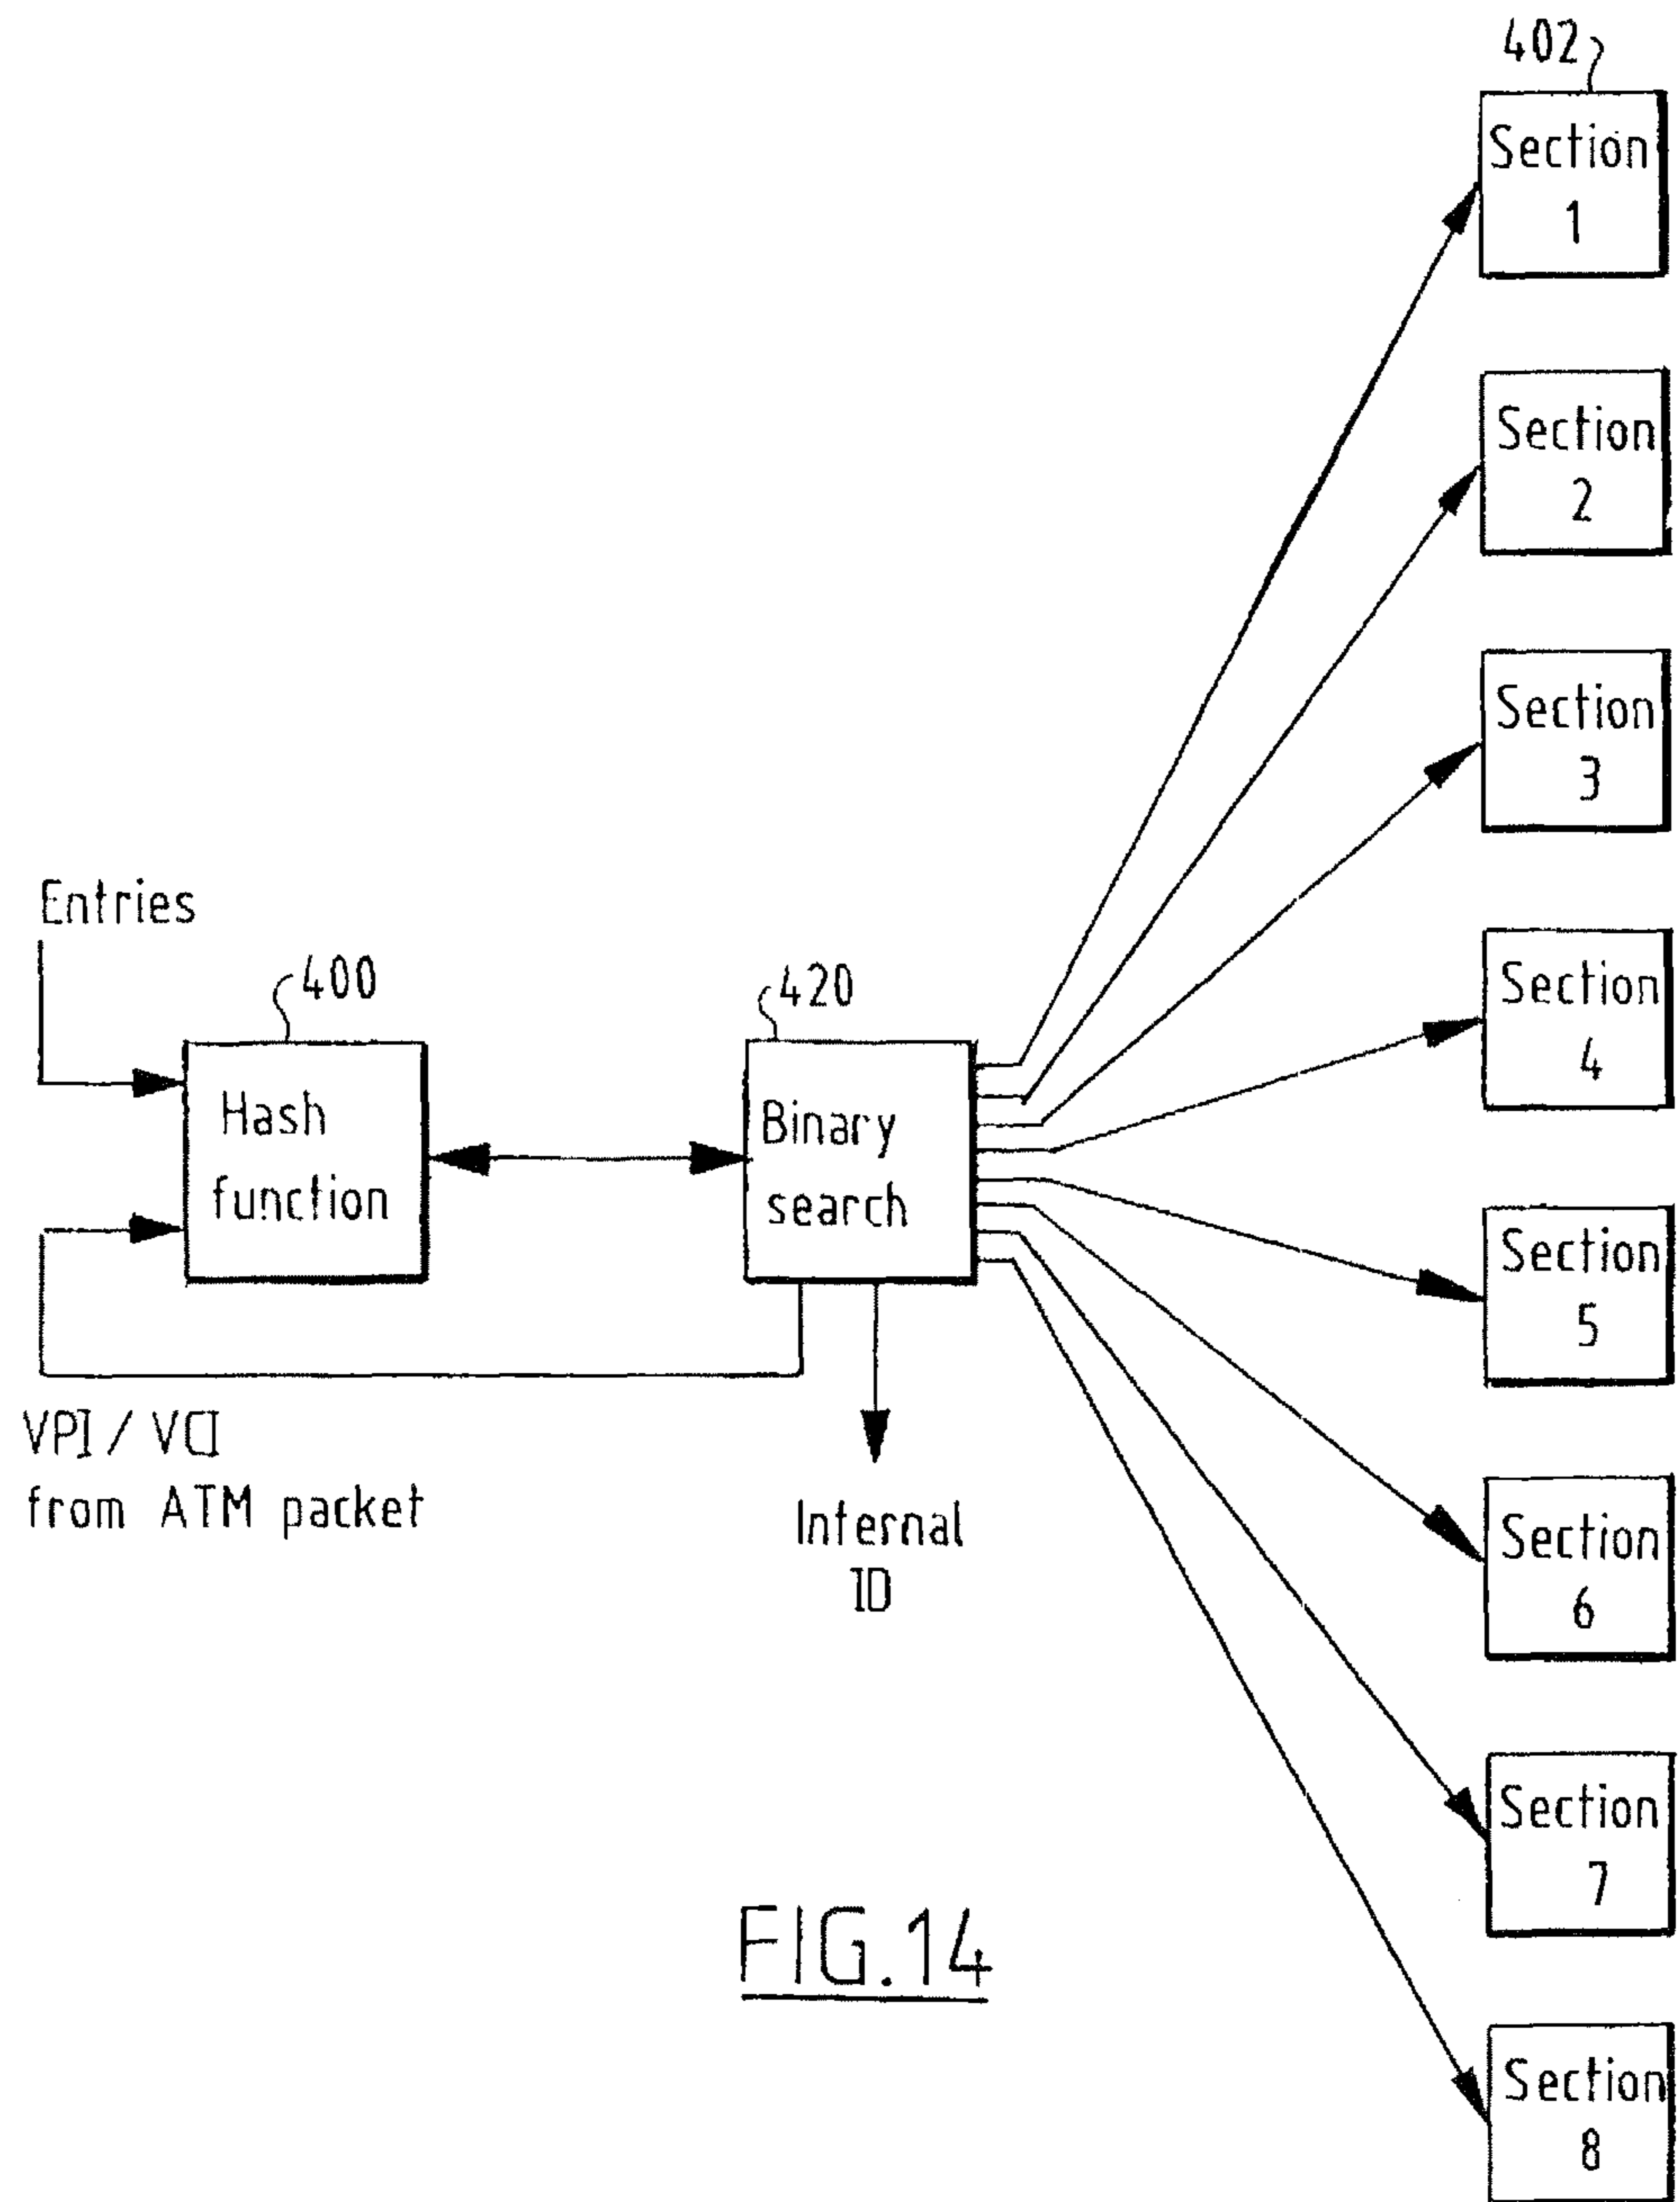 402
Section
1
Section
2
Section
3
Entries
400
420
Section
4
Hash
function
Binary
search
Section
5
VPI / VCI
from ATM packet
Internal
ID
Section
6
Section
7
FIG.14
Section
8